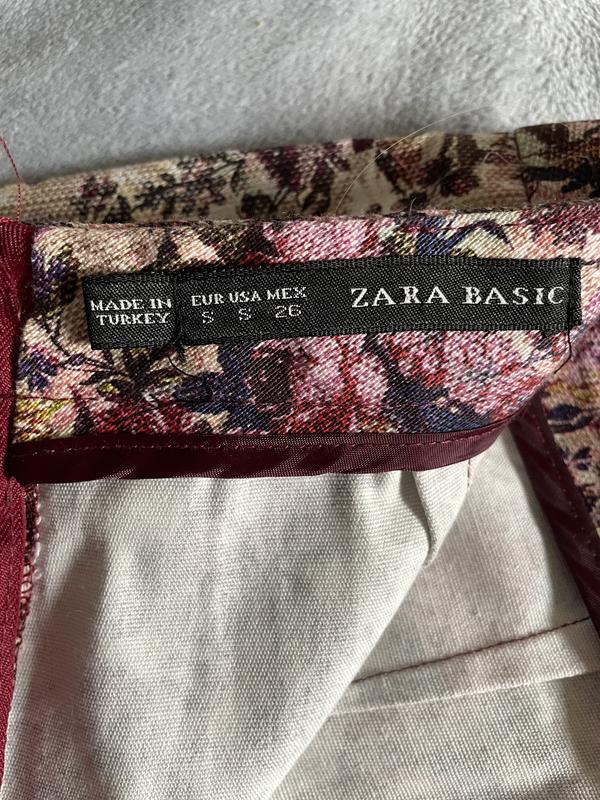 MADE IN
TURKEY
EUR USA MEX
S S 26
ZARA BASIC